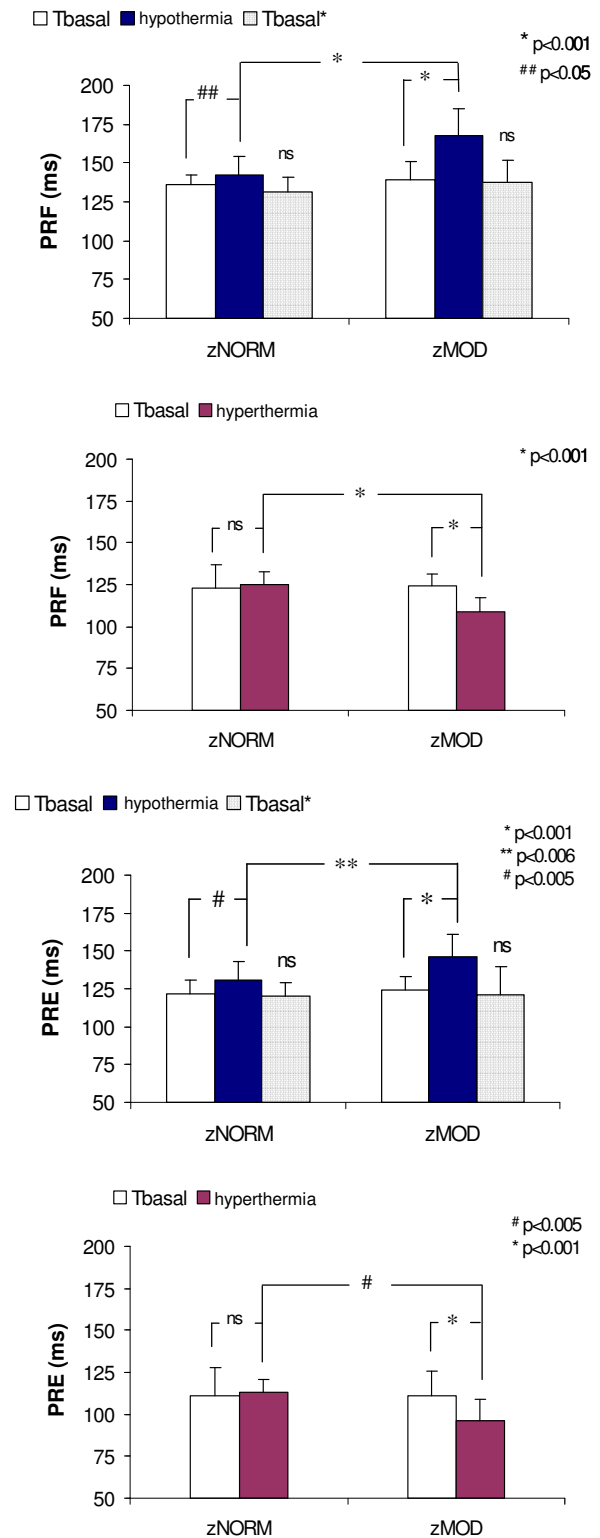 Tbasal hypothermia Tbasal*
* p<0.001
## p<0.05
*
200
##
*
175
ns
ns
150
125
100
75
50
PRF (ms)
zNORM zMOD
Tbasal hyperthermia
* p<0.001
200
175
*
ns
*
150
125
100
75
50
PRF (ms)
zNORM zMOD
Tbasal hypothermia Tbasal*
* p<0.001
** p<0.006
# p<0.005
200
**
#
*
175
ns
ns
150
125
100
75
50
PRE (ms)
zNORM zMOD
Tbasal hyperthermia
# p<0.005
* p<0.001
200
175
#
ns
*
150
125
100
75
50
PRE (ms)
zNORM zMOD